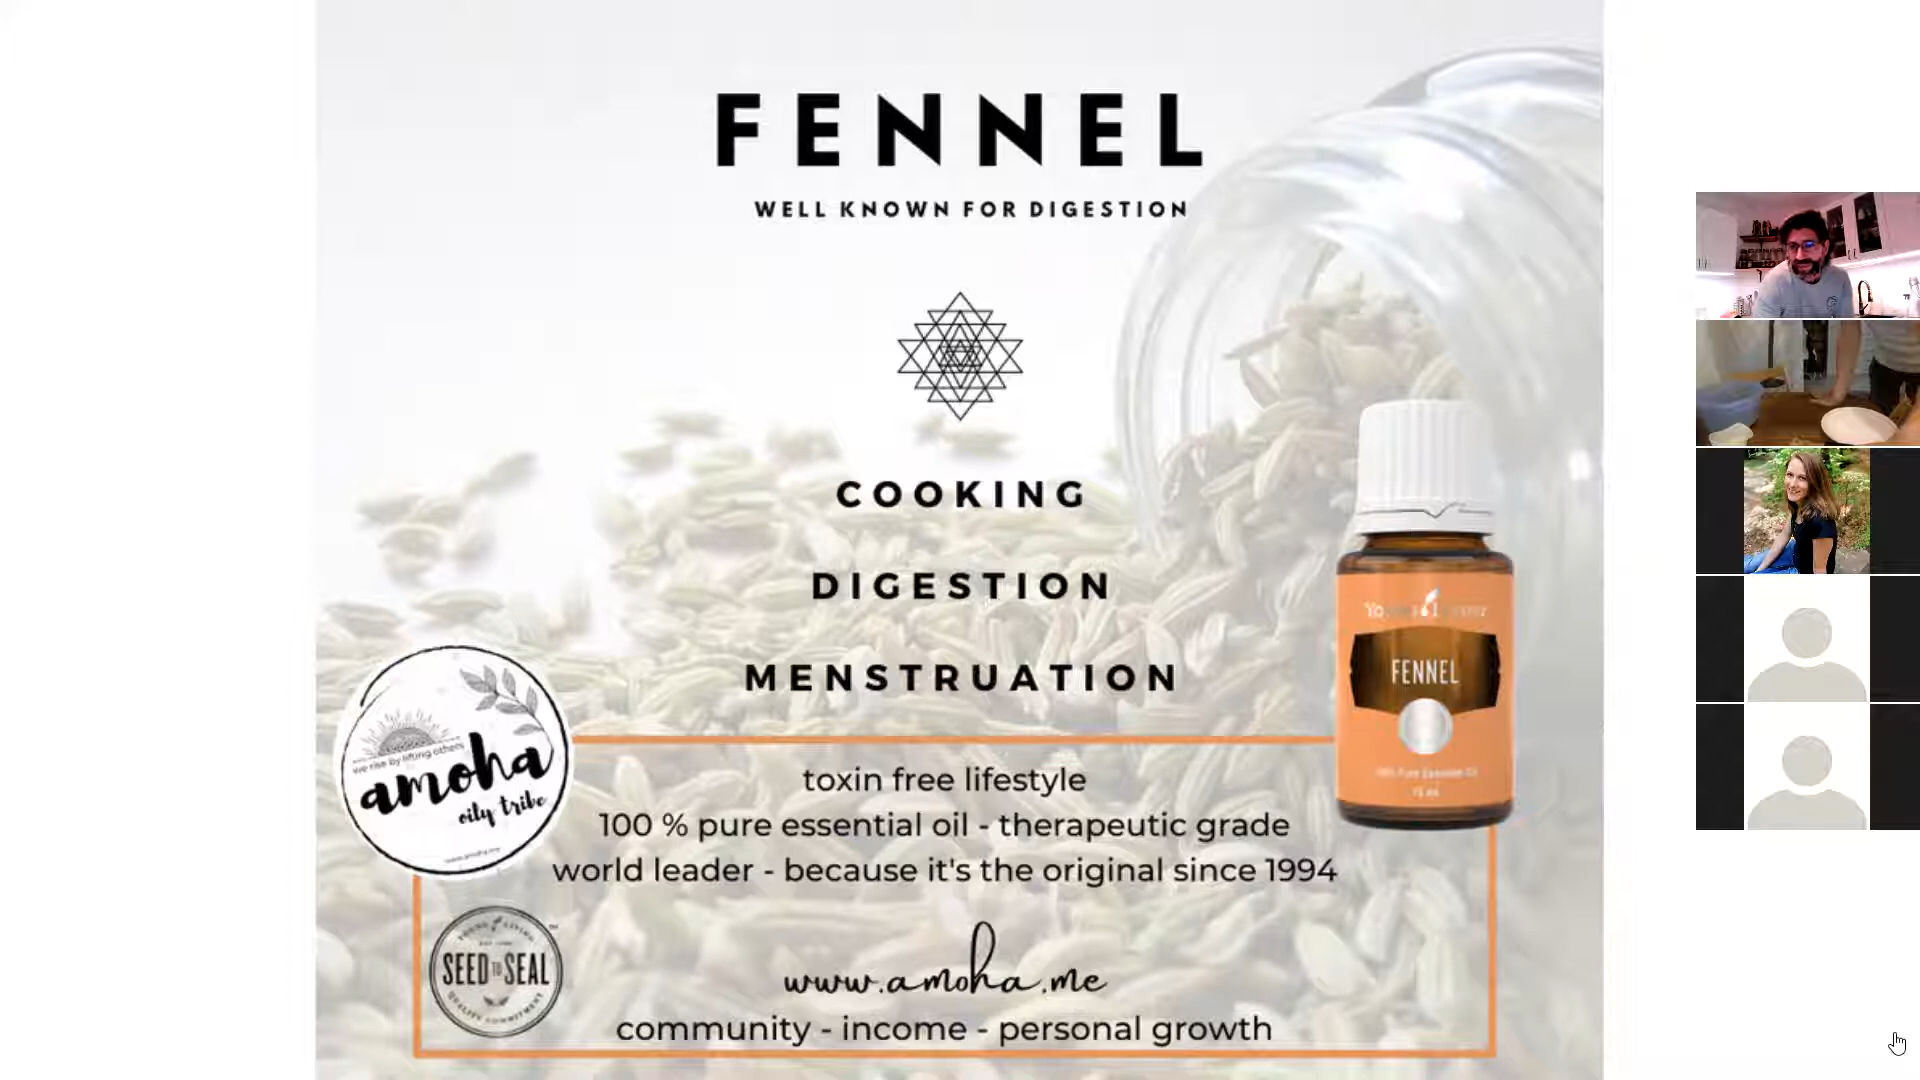 FENNEL
WELL KNOWN FOR DIGESTION
COOKING
DIGESTION
MENSTRUATION
we rise by lifting others
amoha
oily tribe
FENNEL
toxin free lifestyle
100 % pure essential oil - therapeutic grade
world leader - because it's the original since 1994
SEED TO SEAL
QUALITY COMMITMENT
www.amoha.me
community - income - personal growth